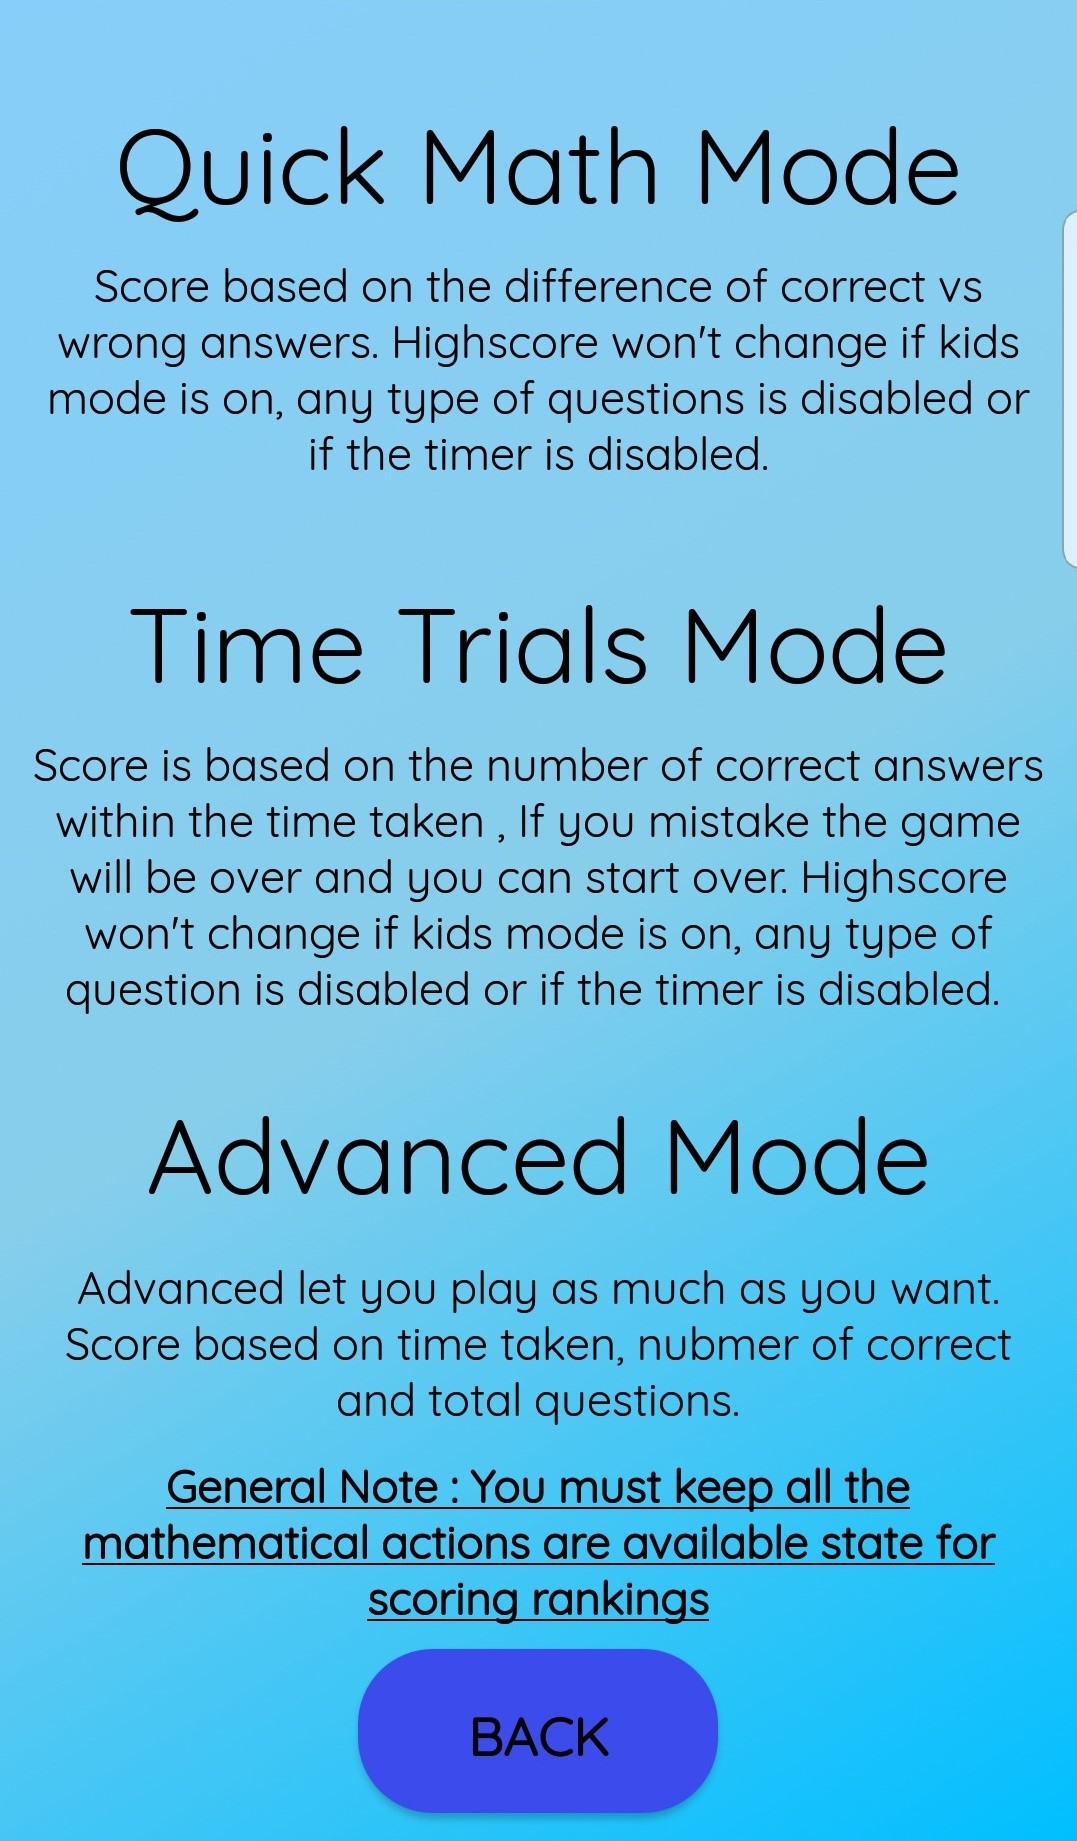 Quick Math Mode
Score based on the difference of correct vs
wrong answers. Highscore won't change if kids
mode is on, any type of questions is disabled or
if the timer is disabled.
Time Trials Mode
Score is based on the number of correct answers
within the time taken , If you mistake the game
will be over and you can start over. Highscore
won't change if kids mode is on, any type of
question is disabled or if the timer is disabled.
Advanced Mode
Advanced let you play as much as you want.
Score based on time taken, nubmer of correct
and total questions.
General Note : You must keep all the
mathematical actions are available state for
scoring rankings
BACK